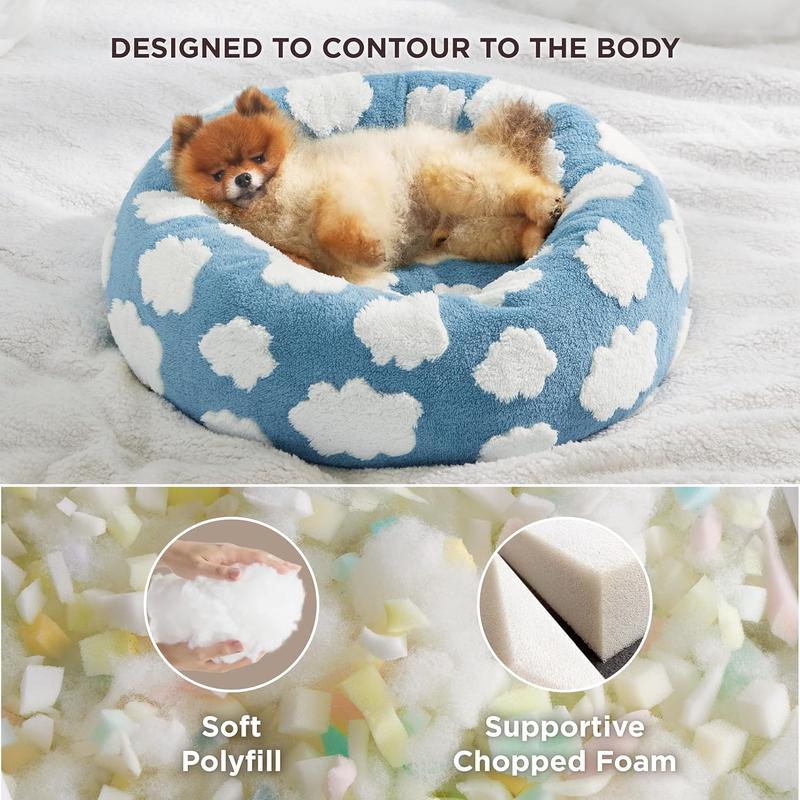 DESIGNED TO CONTOUR TO THE BODY
Soft
Polyfill
Supportive
Chopped Foam